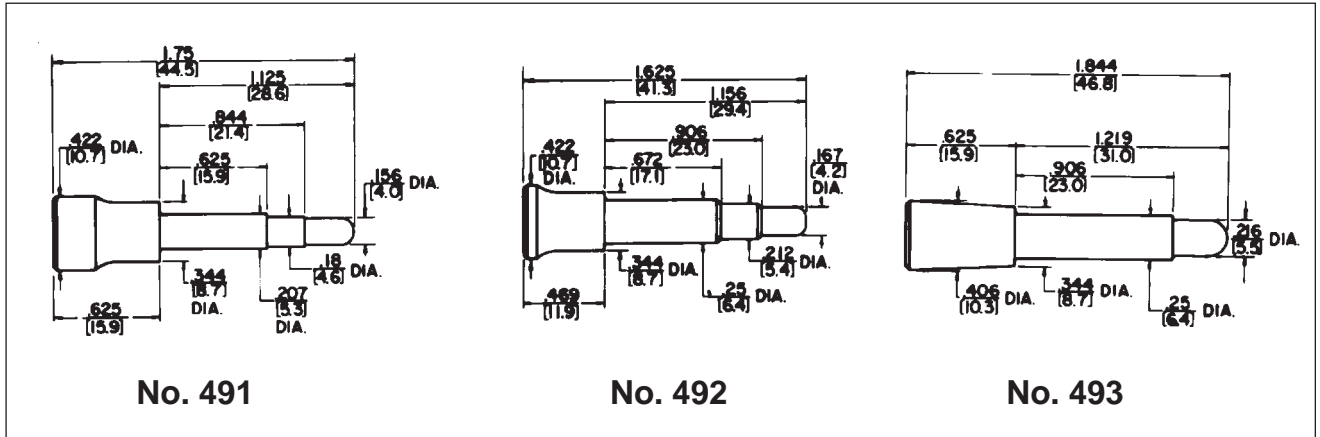 1.75
[44.5]
1.125
[28.6]
.844
[21.4]
.422
[10.7] DIA.
.625
[15.9]
.156
[4.0] DIA.
.344
[8.7]
DIA.
.18
[4.6] DIA.
.207
[5.3]
DIA.
.625
[15.9]
No. 491
1.625
[41.3]
1.156
[29.4]
.906
[23.0]
.422
[10.7]
DIA.
.672
[17.1]
.167
[4.2]
DIA.
.344
[8.7] DIA.
.212
[5.4] DIA.
.25
[6.4] DIA.
.469
[11.9]
No. 492
1.844
[46.8]
.625
[15.9]
1.219
[31.0]
.906
[23.0]
.216
[5.5] DIA.
.406
[10.3] DIA.
.344
[8.7] DIA.
.25
[6.4] DIA.
No. 493